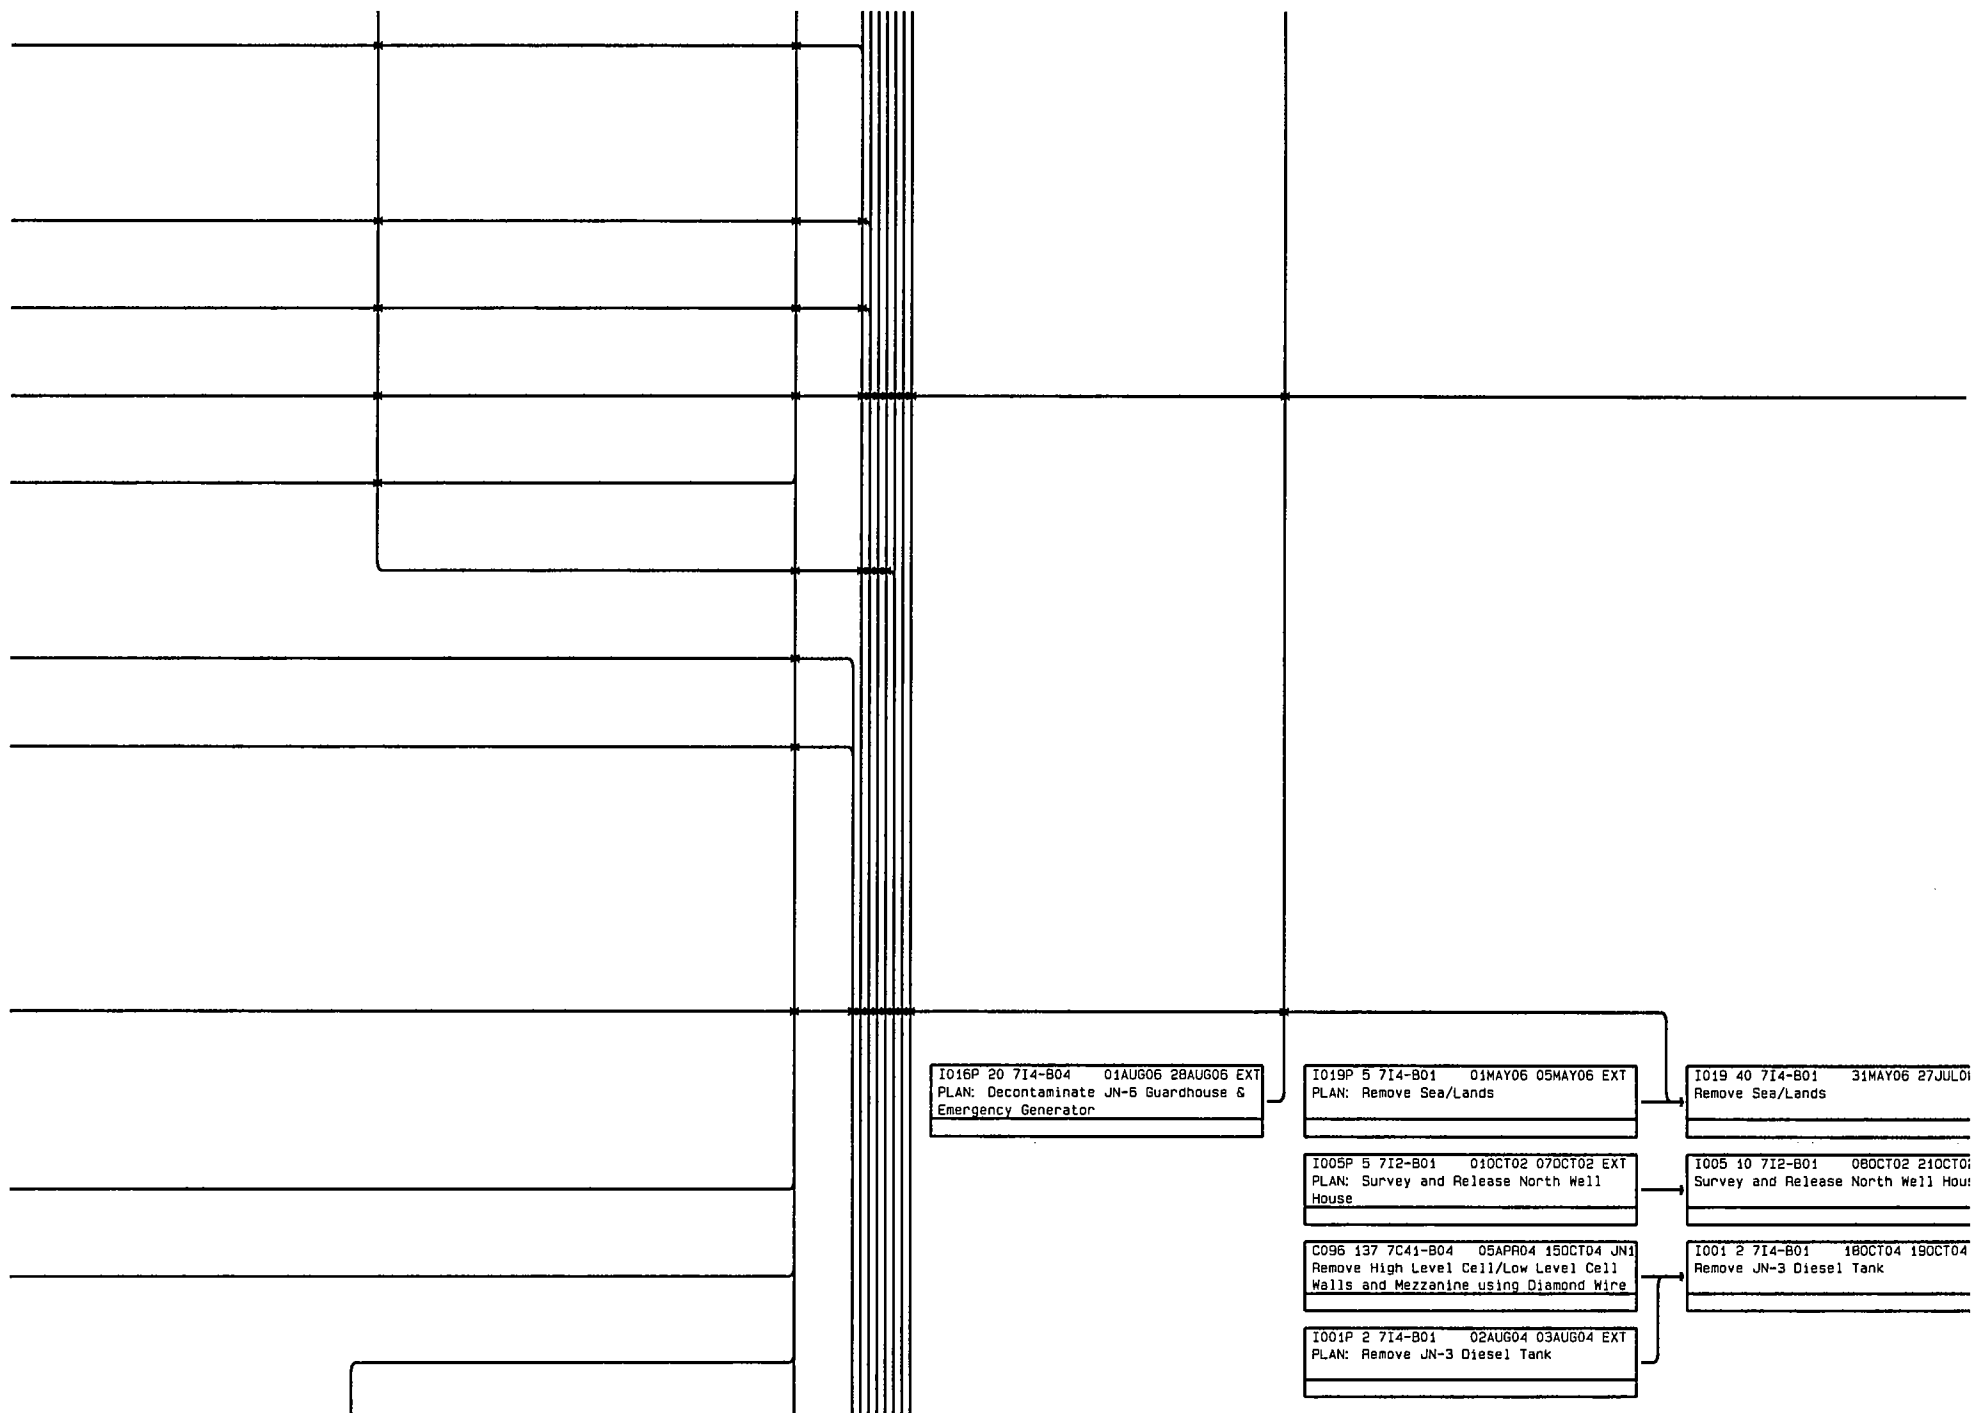 I016P 20 7I4-B04 01AUG06 28AUG06 EXT
PLAN: Decontaminate JN-6 Guardhouse &
Emergency Generator
I019P 5 7I4-B01 01MAY06 05MAY06 EXT
PLAN: Remove Sea/Lands
I019 40 7I4-B01 31MAY06
Remove Sea/Lands
I005P 5 7I2-B01 01OCT02 07OCT02 EXT
PLAN: Survey and Release North Well
House
I005 10 7I2-B01 08OCT02 21OCT02
Survey and Release North Well
C096 137 7C41-B04 05APR04 15OCT04 JN1
Remove High Level Cell/Low Level Cell
Walls and Mezzanine using Diamond Wire
I001 2 7I4-B01 18OCT04 19OCT04
Remove JN-3 Diesel Tank
I001P 2 7I4-B01 02AUG04 03AUG04 EXT
PLAN: Remove JN-3 Diesel Tank